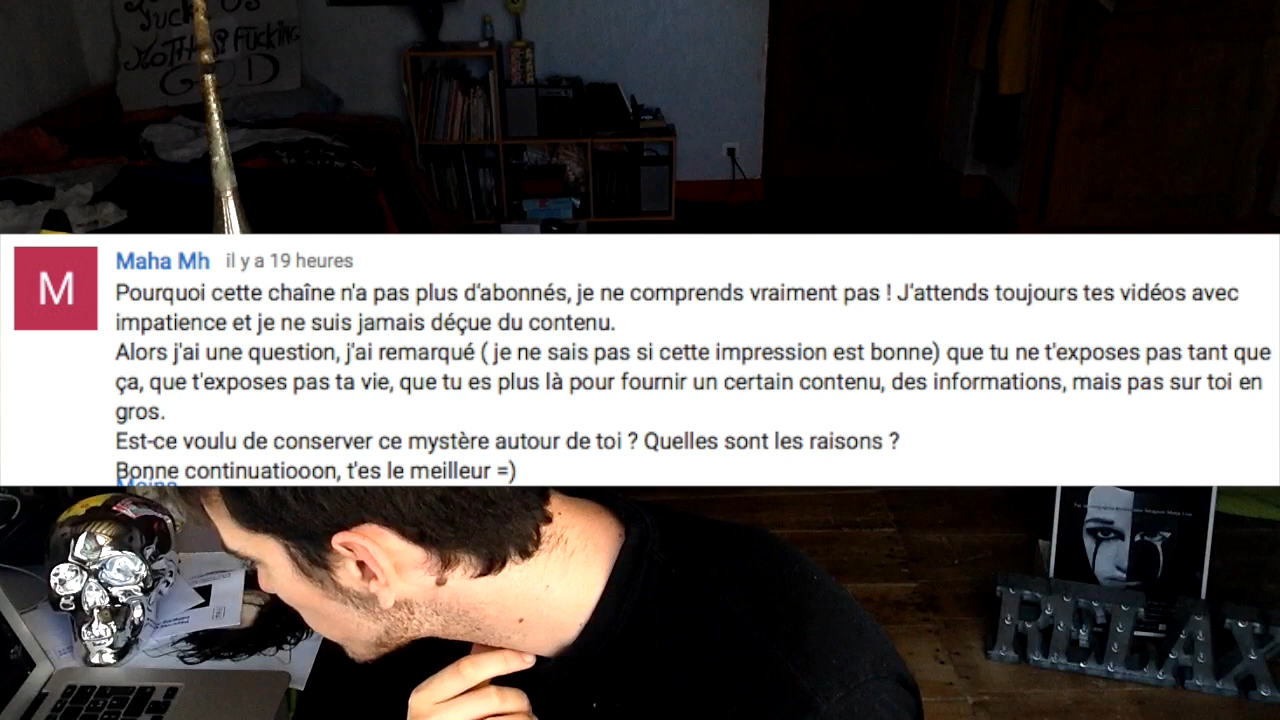 FUCK US
MOTHER FUCKING
GOD
M
Maha Mh il y a 19 heures
Pourquoi cette chaîne n'a pas plus d'abonnés, je ne comprends vraiment pas ! J'attends toujours tes vidéos avec
impatience et je ne suis jamais déçue du contenu.
Alors j'ai une question, j'ai remarqué ( je ne sais pas si cette impression est bonne) que tu ne t'exposes pas tant que
ça, que t'exposes pas ta vie, que tu es plus là pour fournir un certain contenu, des informations, mais pas sur toi en
gros.
Est-ce voulu de conserver ce mystère autour de toi ? Quelles sont les raisons ?
Bonne continuatiooon, t'es le meilleur =)
RELAX